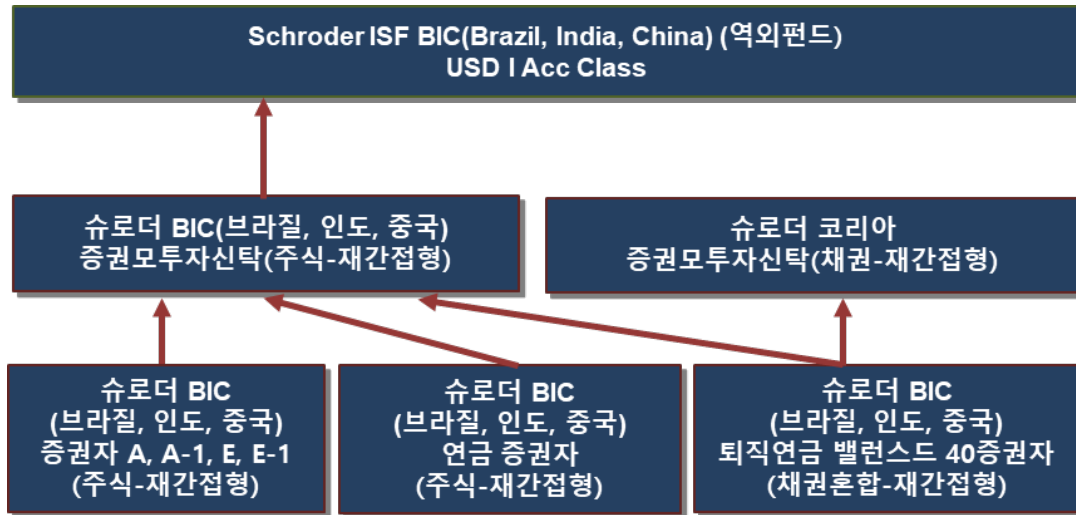 Schroder ISF BIC(Brazil, India, China) (역외펀드)
USD I Acc Class
슈로더 BIC(브라질, 인도, 중국)
증권모투자신탁(주식-재간접형)
슈로더 코리아
증권모투자신탁(채권-재간접형)
슈로더 BIC
(브라질, 인도, 중국)
증권자 A, A-1, E, E-1
(주식-재간접형)
슈로더 BIC
(브라질, 인도, 중국)
연금 증권자
(주식-재간접형)
슈로더 BIC
(브라질, 인도, 중국)
퇴직연금 밸런스드 40증권자
(채권혼합-재간접형)